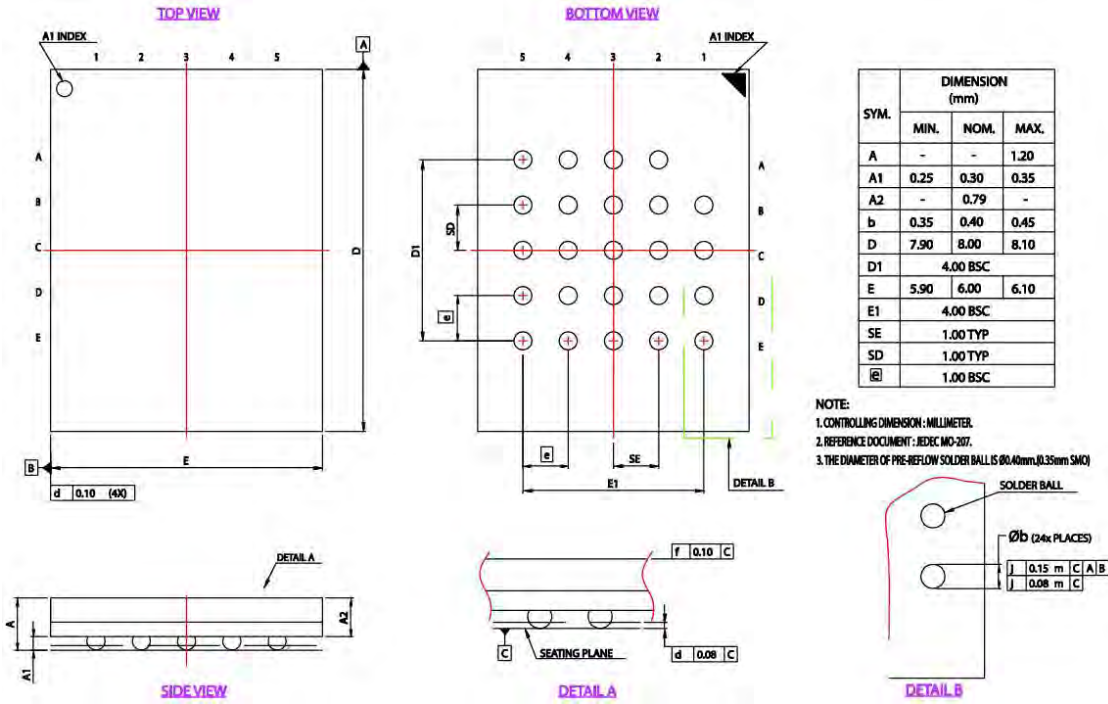 TOP VIEW
A1 INDEX
1 2 3 4 5
A
A
B
C
D
E
D
B
E
d 0.10 (4X)
BOTTOM VIEW
A1 INDEX
5 4 3 2 1
A
B
C
D
E
D1
SD
e
e
SE
E1
DETAIL B
SYM. DIMENSION (mm)
MIN. NOM. MAX.
A - - 1.20
A1 0.25 0.30 0.35
A2 - 0.79 -
b 0.35 0.40 0.45
D 7.90 8.00 8.10
D1 4.00 BSC
E 5.90 6.00 6.10
E1 4.00 BSC
SE 1.00 TYP
SD 1.00 TYP
e 1.00 BSC
NOTE:
1. CONTROLLING DIMENSION : MILLIMETER.
2. REFERENCE DOCUMENT : JEDEC MO-207.
3. THE DIAMETER OF PRE-REFLOW SOLDER BALL IS Ø0.40mm.(0.35mm SMO)
DETAIL A
A
A1
A2
SIDE VIEW
f 0.10 C
C
SEATING PLANE
d 0.08 C
DETAIL A
SOLDER BALL
Øb (24x PLACES)
j 0.15 m C A B
j 0.08 m C
DETAIL B